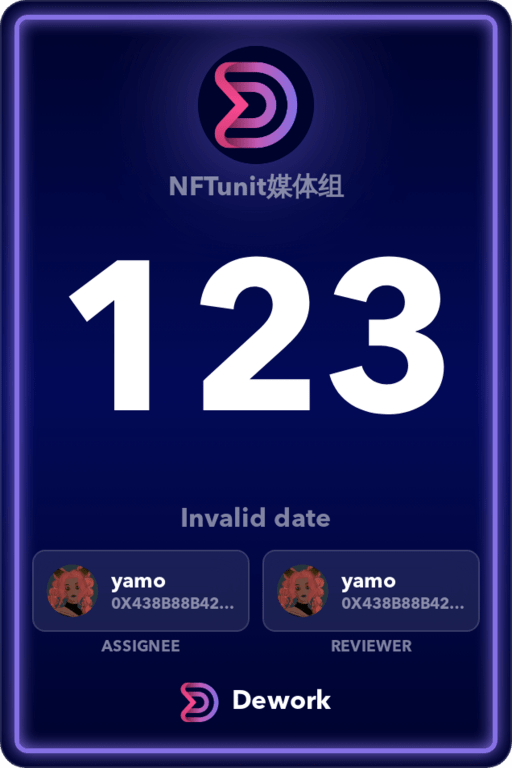 NFTunit媒体组
123
Invalid date
yamo
0X438B88B42...
ASSIGNEE
yamo
0X438B88B42...
REVIEWER
Dework